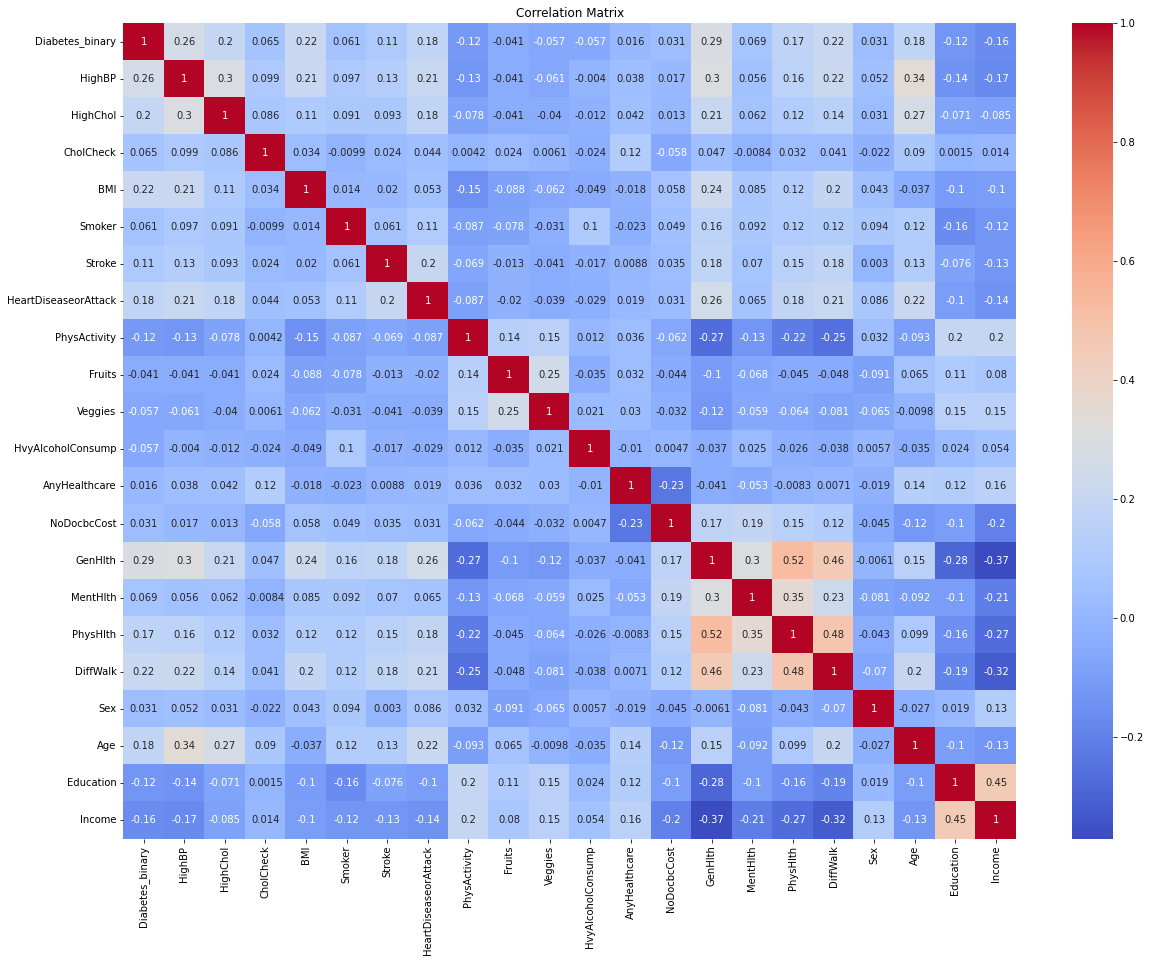 Correlation Matrix
Diabetes_binary 1 0.26 0.2 0.065 0.22 0.061 0.11 0.18 -0.12 -0.041 -0.057 -0.057 0.016 0.031 0.29 0.069 0.17 0.22 0.031 0.18 -0.12 -0.16
HighBP 0.26 1 0.3 0.099 0.21 0.097 0.13 0.21 -0.13 -0.041 -0.061 -0.004 0.038 0.017 0.3 0.056 0.16 0.22 0.052 0.34 -0.14 -0.17
HighChol 0.2 0.3 1 0.086 0.11 0.091 0.093 0.18 -0.078 -0.041 -0.04 -0.012 0.042 0.013 0.21 0.062 0.12 0.14 0.031 0.27 -0.071 -0.085
CholCheck 0.065 0.099 0.086 1 0.034 -0.0099 0.024 0.044 0.0042 0.024 0.0061 -0.024 0.12 -0.058 0.047 -0.0084 0.032 0.041 -0.022 0.09 0.0015 0.014
BMI 0.22 0.21 0.11 0.034 1 0.014 0.02 0.053 -0.15 -0.088 -0.062 -0.049 -0.018 0.058 0.24 0.085 0.12 0.2 0.043 -0.037 -0.1 -0.1
Smoker 0.061 0.097 0.091 -0.0099 0.014 1 0.061 0.11 -0.087 -0.078 -0.031 0.1 -0.023 0.049 0.16 0.092 0.12 0.12 0.094 0.12 -0.16 -0.12
Stroke 0.11 0.13 0.093 0.024 0.02 0.061 1 0.2 -0.069 -0.013 -0.041 -0.017 0.0088 0.035 0.18 0.07 0.15 0.18 0.003 0.13 -0.076 -0.13
HeartDiseaseorAttack 0.18 0.21 0.18 0.044 0.053 0.11 0.2 1 -0.087 -0.02 -0.039 -0.029 0.019 0.031 0.26 0.065 0.18 0.21 0.086 0.22 -0.1 -0.14
PhysActivity -0.12 -0.13 -0.078 0.0042 -0.15 -0.087 -0.069 -0.087 1 0.14 0.15 0.012 0.036 -0.062 -0.27 -0.13 -0.22 -0.25 0.032 -0.093 0.2 0.2
Fruits -0.041 -0.041 -0.041 0.024 -0.088 -0.078 -0.013 -0.02 0.14 1 0.25 -0.035 0.032 -0.044 -0.1 -0.068 -0.045 -0.048 -0.091 0.065 0.11 0.08
Veggies -0.057 -0.061 -0.04 0.0061 -0.062 -0.031 -0.041 -0.039 0.15 0.25 1 0.021 0.03 -0.032 -0.12 -0.059 -0.064 -0.081 -0.065 -0.0098 0.15 0.15
HvyAlcoholConsump -0.057 -0.004 -0.012 -0.024 -0.049 0.1 -0.017 -0.029 0.012 -0.035 0.021 1 -0.01 0.0047 -0.037 0.025 -0.026 -0.038 0.0057 -0.035 0.024 0.054
AnyHealthcare 0.016 0.038 0.042 0.12 -0.018 -0.023 0.0088 0.019 0.036 0.032 0.03 -0.01 1 -0.23 -0.041 -0.053 -0.0083 0.0071 -0.019 0.14 0.12 0.16
NoDocbcCost 0.031 0.017 0.013 -0.058 0.058 0.049 0.035 0.031 -0.062 -0.044 -0.032 0.0047 -0.23 1 0.17 0.19 0.15 0.12 -0.045 -0.12 -0.1 -0.2
GenHlth 0.29 0.3 0.21 0.047 0.24 0.16 0.18 0.26 -0.27 -0.1 -0.12 -0.037 -0.041 0.17 1 0.3 0.52 0.46 -0.0061 0.15 -0.28 -0.37
MentHlth 0.069 0.056 0.062 -0.0084 0.085 0.092 0.07 0.065 -0.13 -0.068 -0.059 0.025 -0.053 0.19 0.3 1 0.35 0.23 -0.081 -0.092 -0.1 -0.21
PhysHlth 0.17 0.16 0.12 0.032 0.12 0.12 0.15 0.18 -0.22 -0.045 -0.064 -0.026 -0.0083 0.15 0.52 0.35 1 0.48 -0.043 0.099 -0.16 -0.27
DiffWalk 0.22 0.22 0.14 0.041 0.2 0.12 0.18 0.21 -0.25 -0.048 -0.081 -0.038 0.0071 0.12 0.46 0.23 0.48 1 -0.07 0.2 -0.19 -0.32
Sex 0.031 0.052 0.031 -0.022 0.043 0.094 0.003 0.086 0.032 -0.091 -0.065 0.0057 -0.019 -0.045 -0.0061 -0.081 -0.043 -0.07 1 -0.027 0.019 0.13
Age 0.18 0.34 0.27 0.09 -0.037 0.12 0.13 0.22 -0.093 0.065 -0.0098 -0.035 0.14 -0.12 0.15 -0.092 0.099 0.2 -0.027 1 -0.1 -0.13
Education -0.12 -0.14 -0.071 0.0015 -0.1 -0.16 -0.076 -0.1 0.2 0.11 0.15 0.024 0.12 -0.1 -0.28 -0.1 -0.16 -0.19 0.019 -0.1 1 0.45
Income -0.16 -0.17 -0.085 0.014 -0.1 -0.12 -0.13 -0.14 0.2 0.08 0.15 0.054 0.16 -0.2 -0.37 -0.21 -0.27 -0.32 0.13 -0.13 0.45 1
Diabetes_binary HighBP HighChol CholCheck BMI Smoker Stroke HeartDiseaseorAttack PhysActivity Fruits Veggies HvyAlcoholConsump AnyHealthcare NoDocbcCost GenHlth MentHlth PhysHlth DiffWalk Sex Age Education Income
1.0
0.8
0.6
0.4
0.2
0.0
−0.2